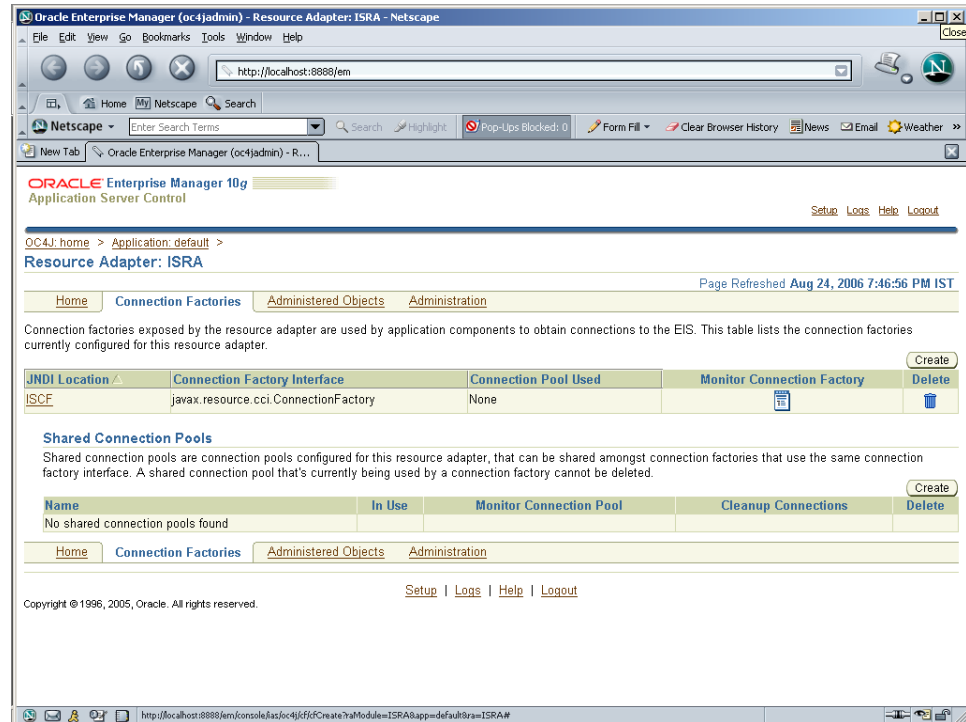 Oracle Enterprise Manager (oc4jadmin) - Resource Adapter: ISRA - Netscape
Close
File Edit View Go Bookmarks Tools Window Help
http://localhost:8888/em
Home My Netscape Search
Netscape Enter Search Terms Search Highlight Pop-Ups Blocked: 0 Form Fill Clear Browser History News Email Weather »
New Tab Oracle Enterprise Manager (oc4jadmin) - R...
ORACLE Enterprise Manager 10g
Application Server Control
Setup Logs Help Logout
OC4J: home > Application: default >
Resource Adapter: ISRA
Page Refreshed Aug 24, 2006 7:46:56 PM IST
Home Connection Factories Administered Objects Administration
Connection factories exposed by the resource adapter are used by application components to obtain connections to the EIS. This table lists the connection factories
currently configured for this resource adapter.
Create
JNDI Location Connection Factory Interface Connection Pool Used Monitor Connection Factory Delete
ISCF javax.resource.cci.ConnectionFactory None
Shared Connection Pools
Shared connection pools are connection pools configured for this resource adapter, that can be shared amongst connection factories that use the same connection
factory interface. A shared connection pool that's currently being used by a connection factory cannot be deleted.
Create
Name In Use Monitor Connection Pool Cleanup Connections Delete
No shared connection pools found
Home Connection Factories Administered Objects Administration
Setup | Logs | Help | Logout
Copyright © 1996, 2005, Oracle. All rights reserved.
http://localhost:8888/em/console/ias/oc4j/cf/cfCreate?raModule=ISRA&app=default&ra=ISRA#